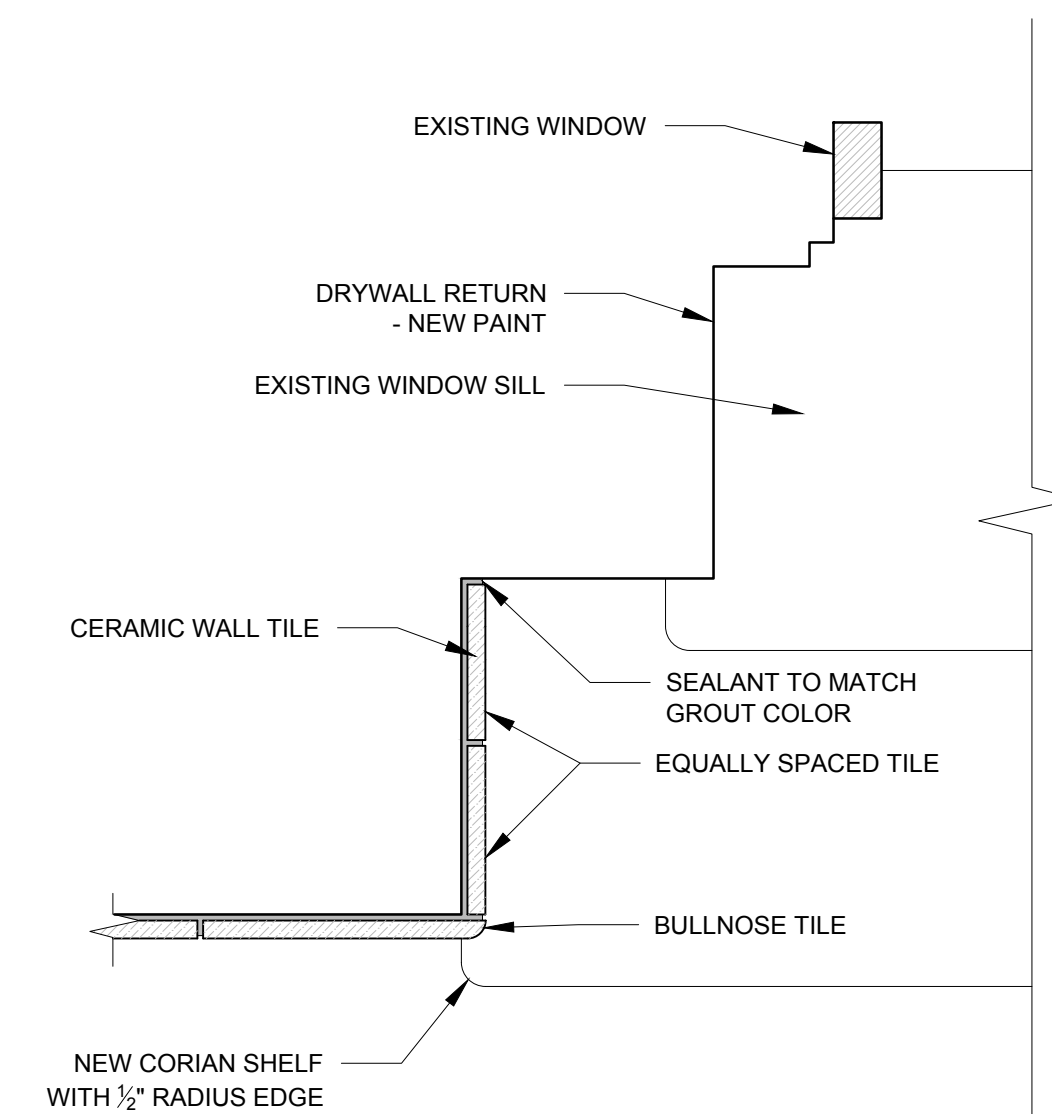 EXISTING WINDOW
DRYWALL RETURN
- NEW PAINT
EXISTING WINDOW SILL
CERAMIC WALL TILE
SEALANT TO MATCH
GROUT COLOR
EQUALLY SPACED TILE
BULLNOSE TILE
NEW CORIAN SHELF
WITH ½" RADIUS EDGE